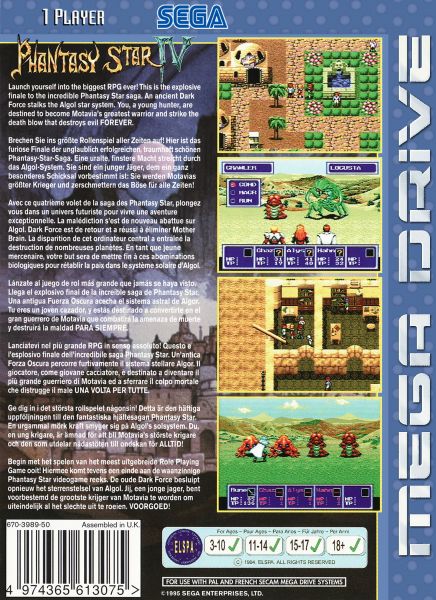 1 PLAYER
SEGA
PHANTASY STAR IV
Launch yourself into the biggest RPG ever! This is the explosive
finale to the incredible Phantasy Star saga. An ancient Dark
Force stalks the Algol star system. You, a young hunter, are
destined to become Motavia's greatest warrior and strike the
death blow that destroys evil FOREVER.
Brechen Sie ins größte Rollenspiel aller Zeiten auf! Hier ist das
furiose Finale der unglaublich erfolgreichen, traumhaft schönen
Phantasy-Star-Saga. Eine uralte, finstere Macht streicht durch
das Algol-System. Sie sind ein junger Jäger, dem ein ganz
besonderes Schicksal vorbestimmt ist: Sie werden Motavias
größter Krieger und zerschmettern das Böse für alle Zeiten!
Avec ce quatrième volet de la saga des Phantasy Star, plongez
vous dans un univers futuriste pour vivre une aventure
exceptionnelle. La malédiction s'est de nouveau abattue sur
Algol. Dark Force est de retour et a réussi à éliminer Mother
Brain. La disparition de cet ordinateur central a entrainé la
destruction de nombreuses planètes. En tant que jeune
mercenaire, votre but sera de mettre fin à ces abominations
biologiques pour rétablir la paix dans le système solaire d'Algol.
Lánzate al juego de rol más grande que jamás se haya visto.
Llega el explosivo final de la increíble saga de Phantasy Star.
Una antigua Fuerza Oscura acecha el sistema astral de Algor.
Tú eres un joven cazador, y estás destinado a convertirte en el
gran guerrero de Motavia que combatirá la amenaza de muerte
y destruirá la maldad PARA SIEMPRE.
Lanciatevi nel più grande RPG in senso assoluto! Questo è
l'esplosivo finale dell'incredibile saga Phantasy Star. Un'antica
Forza Oscura percorre furtivamente il sistema stellare Algor. Il
giocatore, come giovane cacciatore, è destinato a diventare il
più grande guerriero di Motavia ed a sferrare il colpo mortale
che distrugge il male UNA VOLTA PER TUTTE.
Ge dig in i det största rollspelet någonsin! Detta är den häftiga
uppföljningen till den fantastiska hjältesagan Phantasy Star.
En urgammal mörk kraft smyger sig på Algol's solsystem. Du,
en ung krigare, är ämnad för att bli Motavia's störste krigare
och den som umdelar nådastöten till ondskan för ALLTID!
Begin met het spelen van het meest uitgebreide Role Playing
Game ooit! Hiermee komt tevens een einde aan de waanzinnige
Phantasy Star videogame reeks. De oude Dark Force besluipt
opnieuw het sterrenstelsel van Algol. Jij, een jonge jager, bent
voorbestemd de grootste krijger van Motavia te worden om
uiteindelijk al het slechte uit te roeien. VOORGOED!
CRAWLER
LOCUSTA
COMD
MACR
RUN
Chaz
Alys
Hahn
HP:
TP:
MEGA DRIVE
670-3989-50
Assembled in U.K.
4 974365 613075 >
ELSPA
For Ages - Pour Ages - Para Anos - Für Jahre - Per Anni
3-10
11-14
15-17
18+
© 1994. ELSPA. ALL RIGHTS RESERVED.
FOR USE WITH PAL AND FRENCH SECAM MEGA DRIVE SYSTEMS
©1995 SEGA ENTERPRISES, LTD.